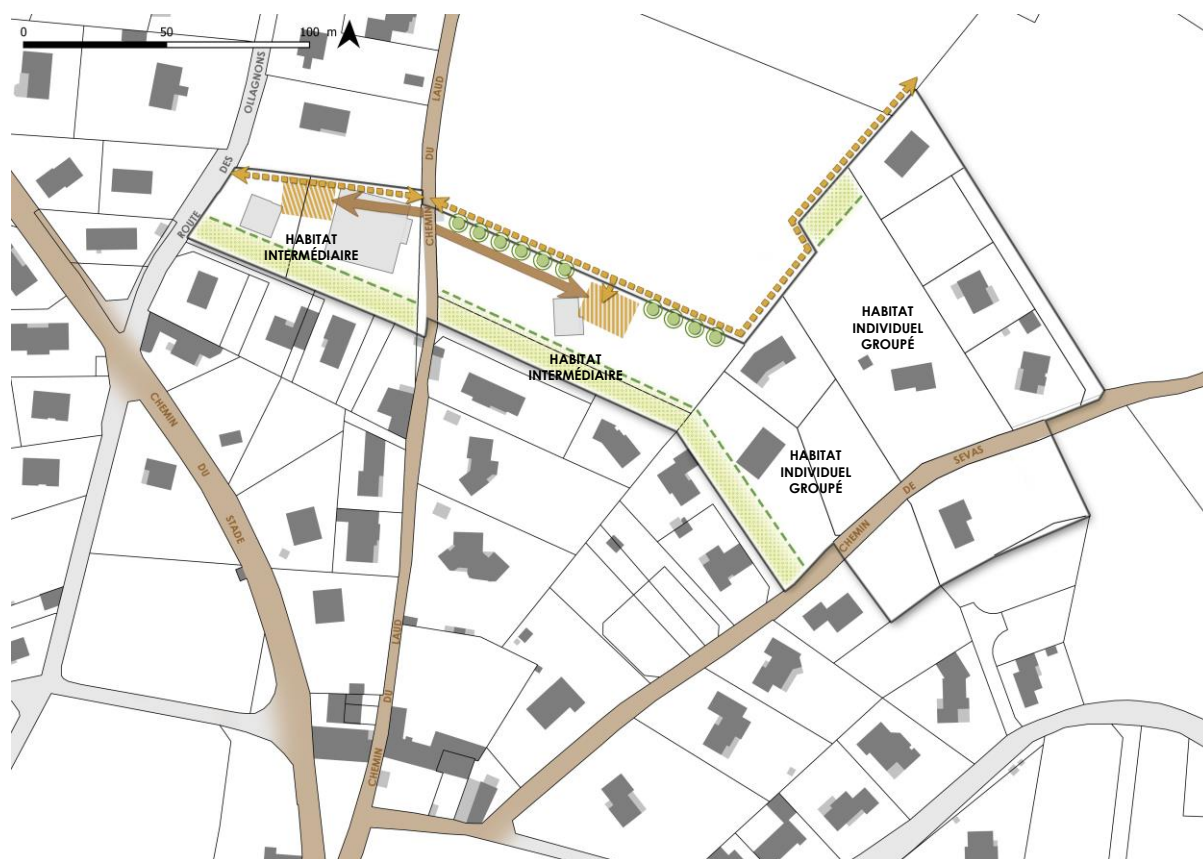 0 50 100 m
ROUTE DES OLLAGNONS
CHEMIN DU LAUD
HABITAT
INTERMÉDIAIRE
HABITAT
INTERMÉDIAIRE
HABITAT
INDIVIDUEL
GROUPÉ
HABITAT
INDIVIDUEL
GROUPÉ
CHEMIN DE SEVAS
CHEMIN DU STADE
CHEMIN DU LAUD